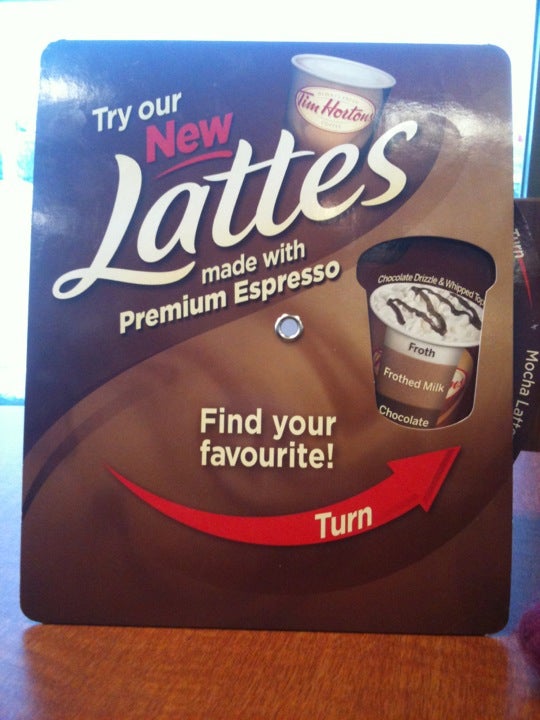 Try our
New
Lattes
made with
Premium Espresso
Tim Hortons
Chocolate Drizzle & Whipped
Froth
Frothed Milk
Chocolate
Find your
favourite!
Turn
Turn
Mocha